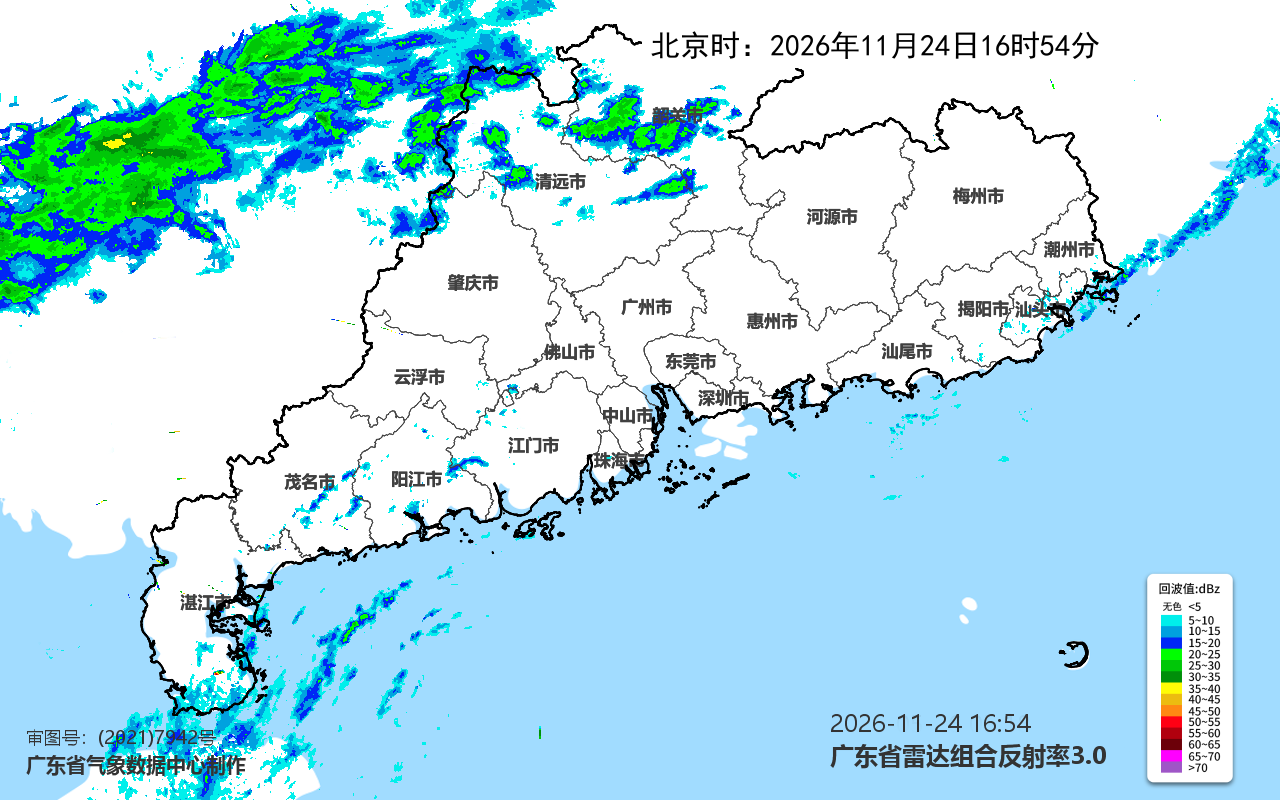 北京时：2026年11月24日16时54分
韶关市
清远市
梅州市
河源市
潮州市
肇庆市
广州市
揭阳市
汕头市
惠州市
佛山市
东莞市
汕尾市
云浮市
深圳市
中山市
江门市
珠海市
茂名市
阳江市
湛江市
回波值:dBz
无色 <5
5~10
10~15
15~20
20~25
25~30
30~35
35~40
40~45
45~50
50~55
55~60
60~65
65~70
>70
审图号：(2021)7942号
广东省气象数据中心制作
2026-11-24 16:54
广东省雷达组合反射率3.0